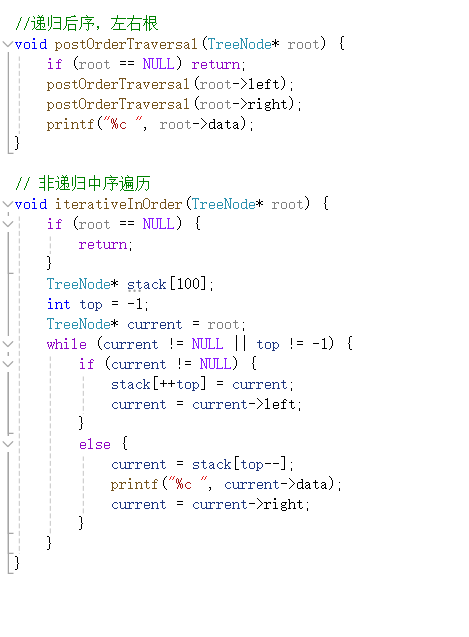 //递归后序，左右根
void postOrderTraversal(TreeNode* root) {
    if (root == NULL) return;
    postOrderTraversal(root->left);
    postOrderTraversal(root->right);
    printf("%c ", root->data);
}

// 非递归中序遍历
void iterativeInOrder(TreeNode* root) {
    if (root == NULL) {
        return;
    }
    TreeNode* stack[100];
    int top = -1;
    TreeNode* current = root;
    while (current != NULL || top != -1) {
        if (current != NULL) {
            stack[++top] = current;
            current = current->left;
        }
        else {
            current = stack[top--];
            printf("%c ", current->data);
            current = current->right;
        }
    }
}